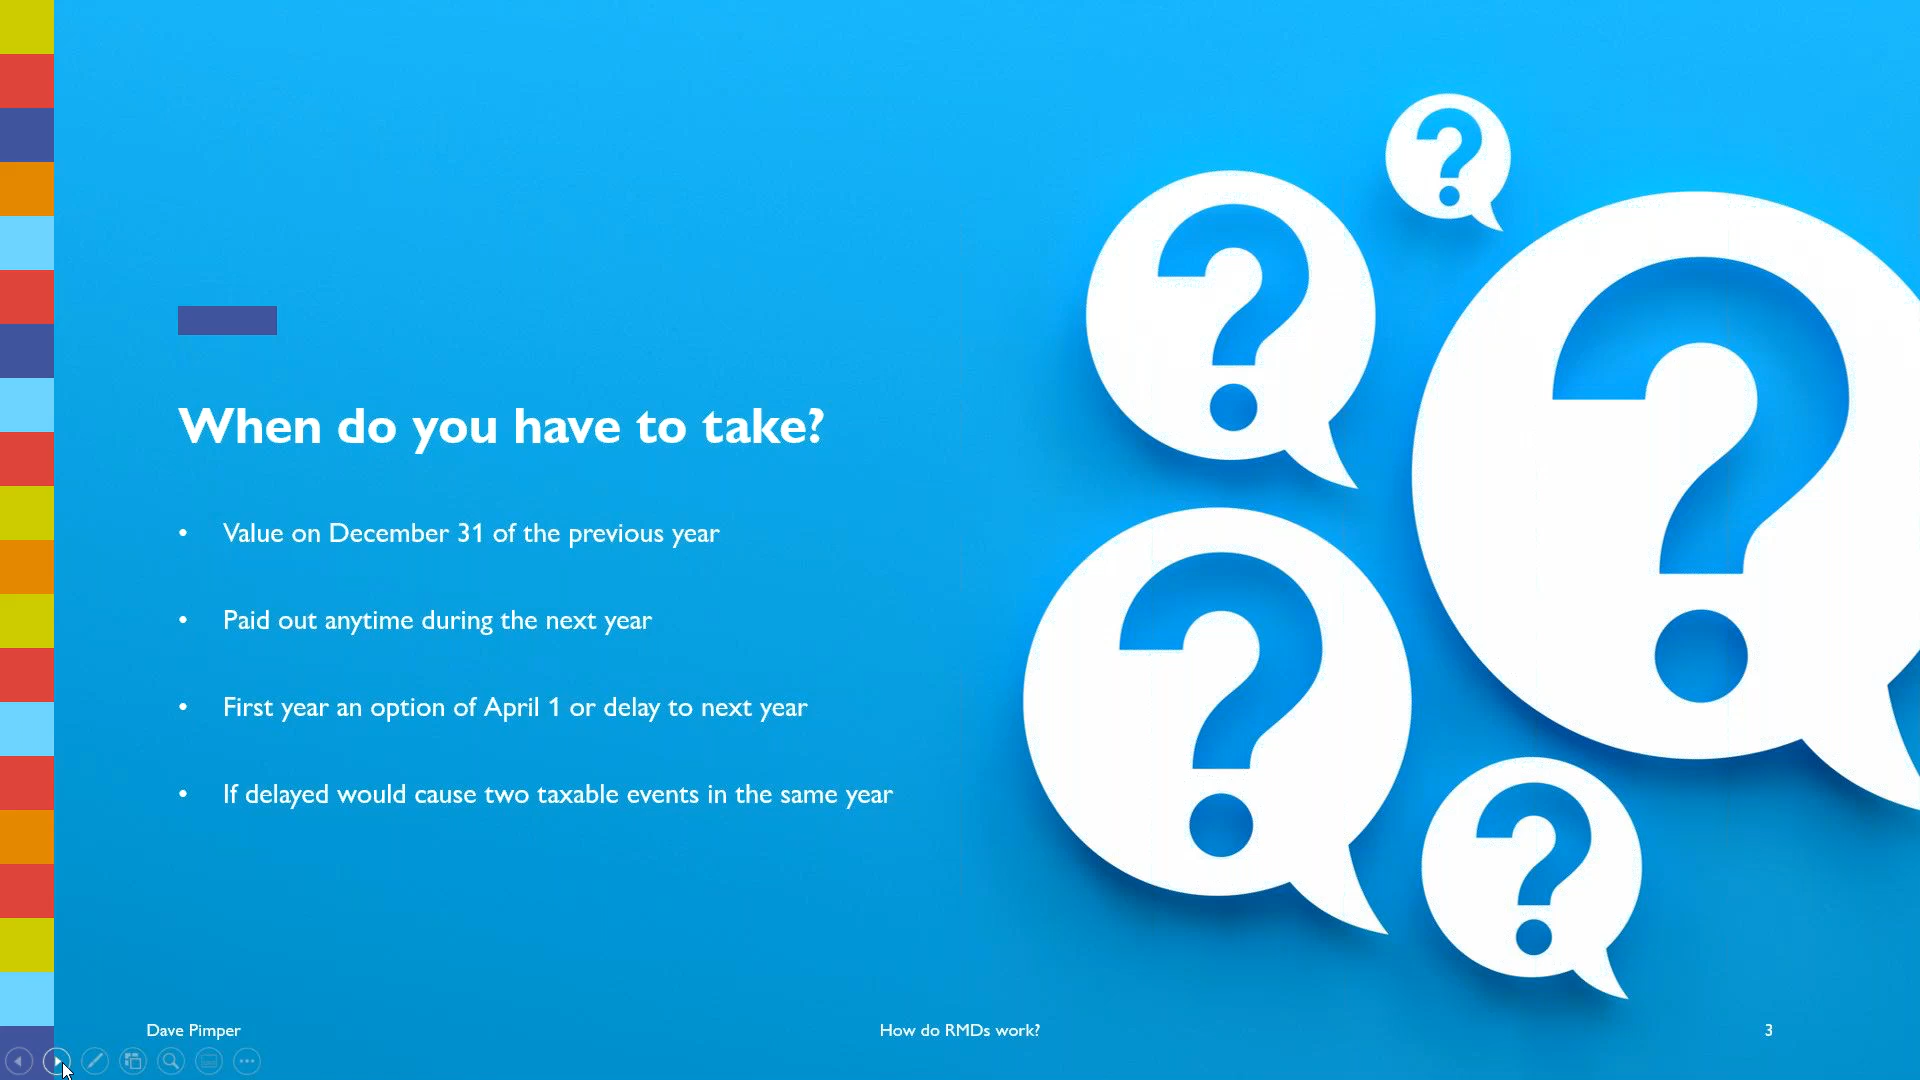 When do you have to take?
• Value on December 31 of the previous year
• Paid out anytime during the next year
• First year an option of April 1 or delay to next year
• If delayed would cause two taxable events in the same year
Dave Pimper
How do RMDs work?
3